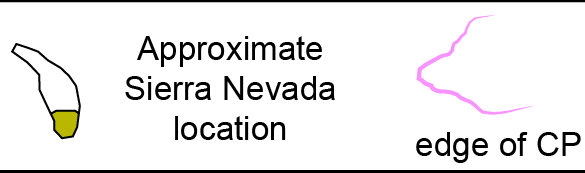 Approximate
Sierra Nevada
location
edge of CP